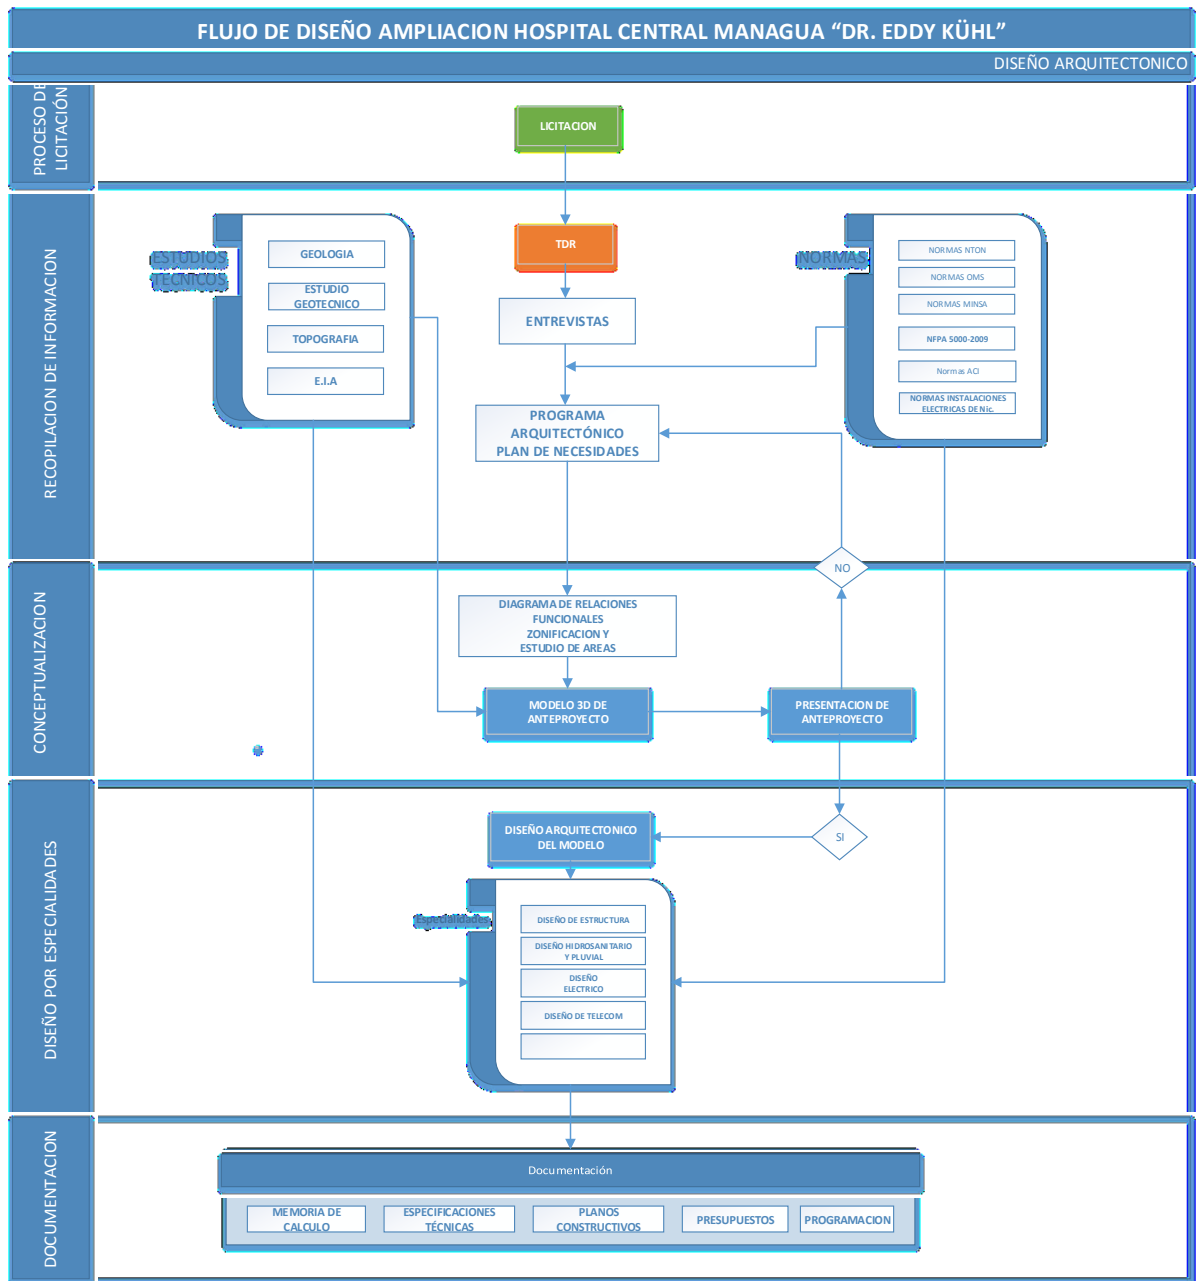 FLUJO DE DISEÑO AMPLIACION HOSPITAL CENTRAL MANAGUA “DR. EDDY KÜHL”
DISEÑO ARQUITECTONICO
PROCESO DE
LICITACIÓN
LICITACION
RECOPILACION DE INFORMACION
ESTUDIOS
TECNICOS
GEOLOGIA
ESTUDIO
GEOTECNICO
TOPOGRAFIA
E.I.A
TDR
ENTREVISTAS
PROGRAMA
ARQUITECTÓNICO
PLAN DE NECESIDADES
NORMAS
NORMAS NTON
NORMAS OMS
NORMAS MINSA
NFPA 5000-2009
Normas ACI
NORMAS INSTALACIONES
ELECTRICAS DE Nic.
CONCEPTUALIZACION
NO
DIAGRAMA DE RELACIONES
FUNCIONALES
ZONIFICACION Y
ESTUDIO DE AREAS
MODELO 3D DE
ANTEPROYECTO
PRESENTACION DE
ANTEPROYECTO
DISEÑO POR ESPECIALIDADES
DISEÑO ARQUITECTONICO
DEL MODELO
SI
Especialidades
DISEÑO DE ESTRUCTURA
DISEÑO HIDROSANITARIO
Y PLUVIAL
DISEÑO
ELECTRICO
DISEÑO DE TELECOM
DOCUMENTACION
Documentación
MEMORIA DE
CALCULO
ESPECIFICACIONES
TÉCNICAS
PLANOS
CONSTRUCTIVOS
PRESUPUESTOS
PROGRAMACION